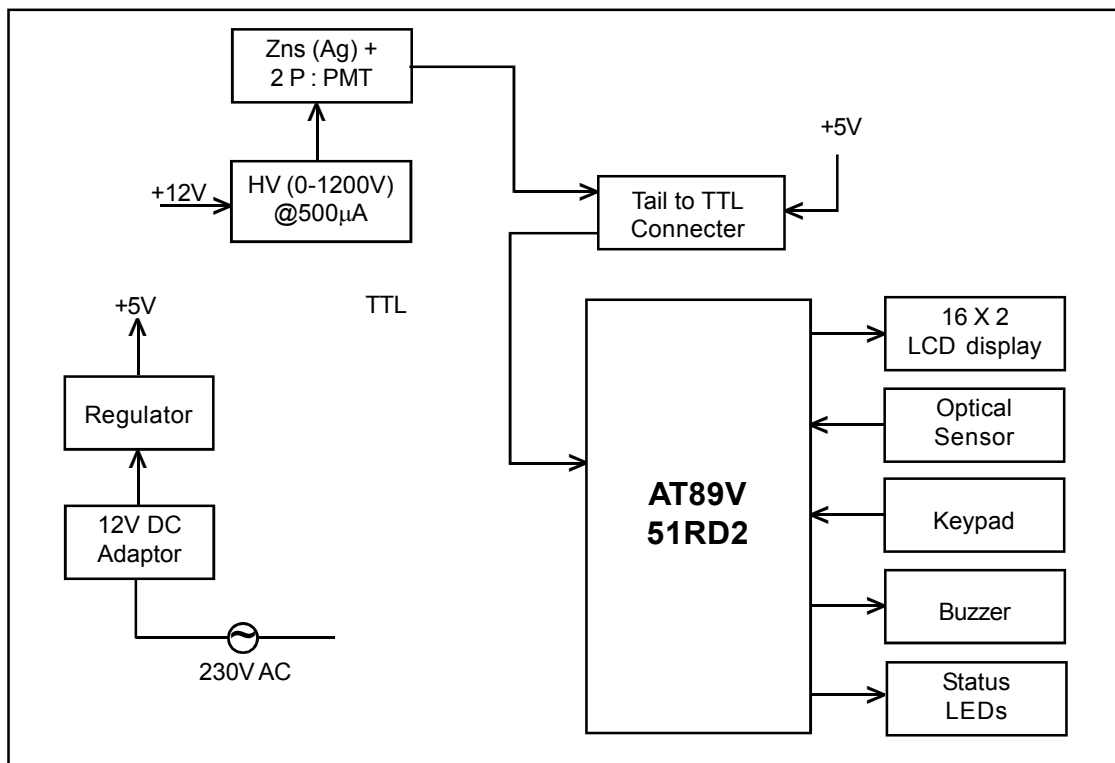 Zns (Ag) +
2 P : PMT
+5V
+12V
HV (0-1200V)
@500µA
Tail to TTL
Connecter
+5V
TTL
16 X 2
LCD display
Regulator
Optical
Sensor
AT89V
51RD2
12V DC
Adaptor
Keypad
Buzzer
230V AC
Status
LEDs